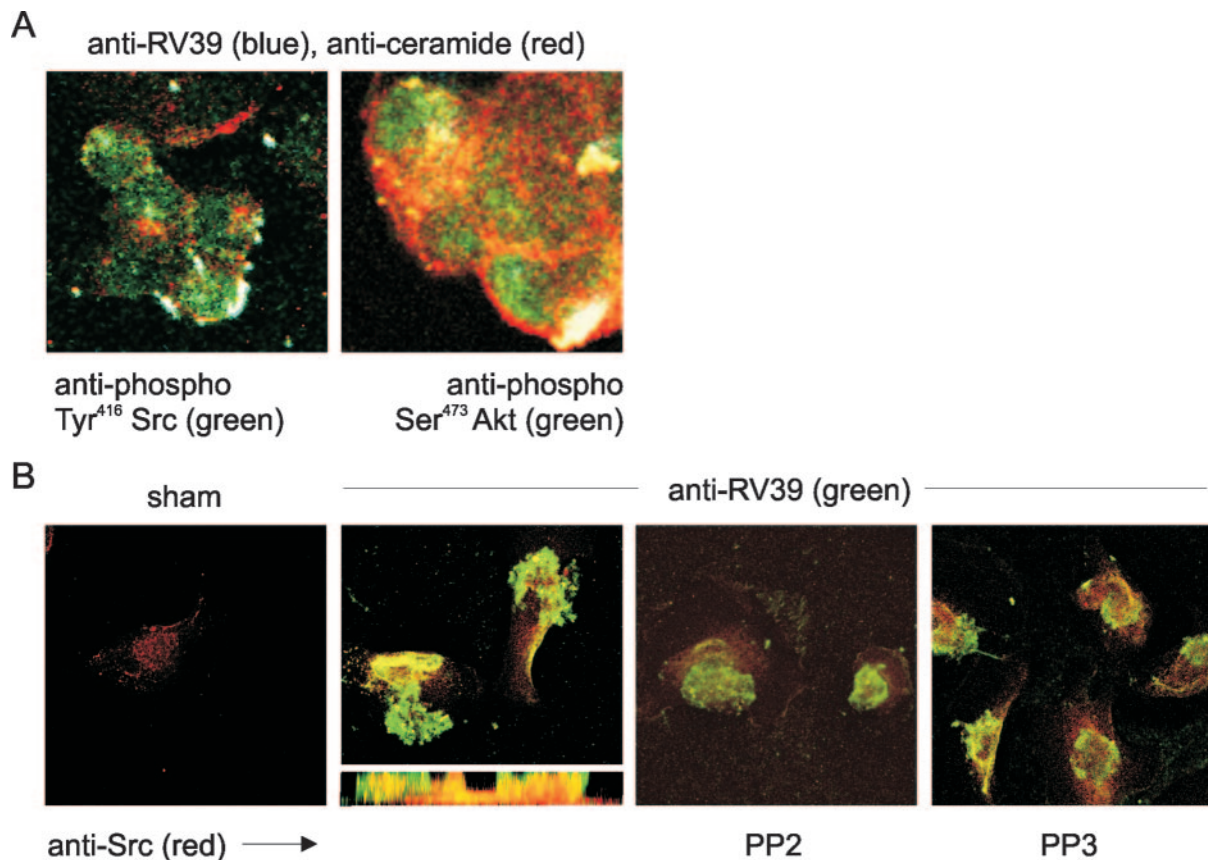 A
anti-RV39 (blue), anti-ceramide (red)
anti-phospho
Tyr⁴¹⁶ Src (green)
anti-phospho
Ser⁴⁷³ Akt (green)
B
sham
anti-RV39 (green)
anti-Src (red)
PP2
PP3